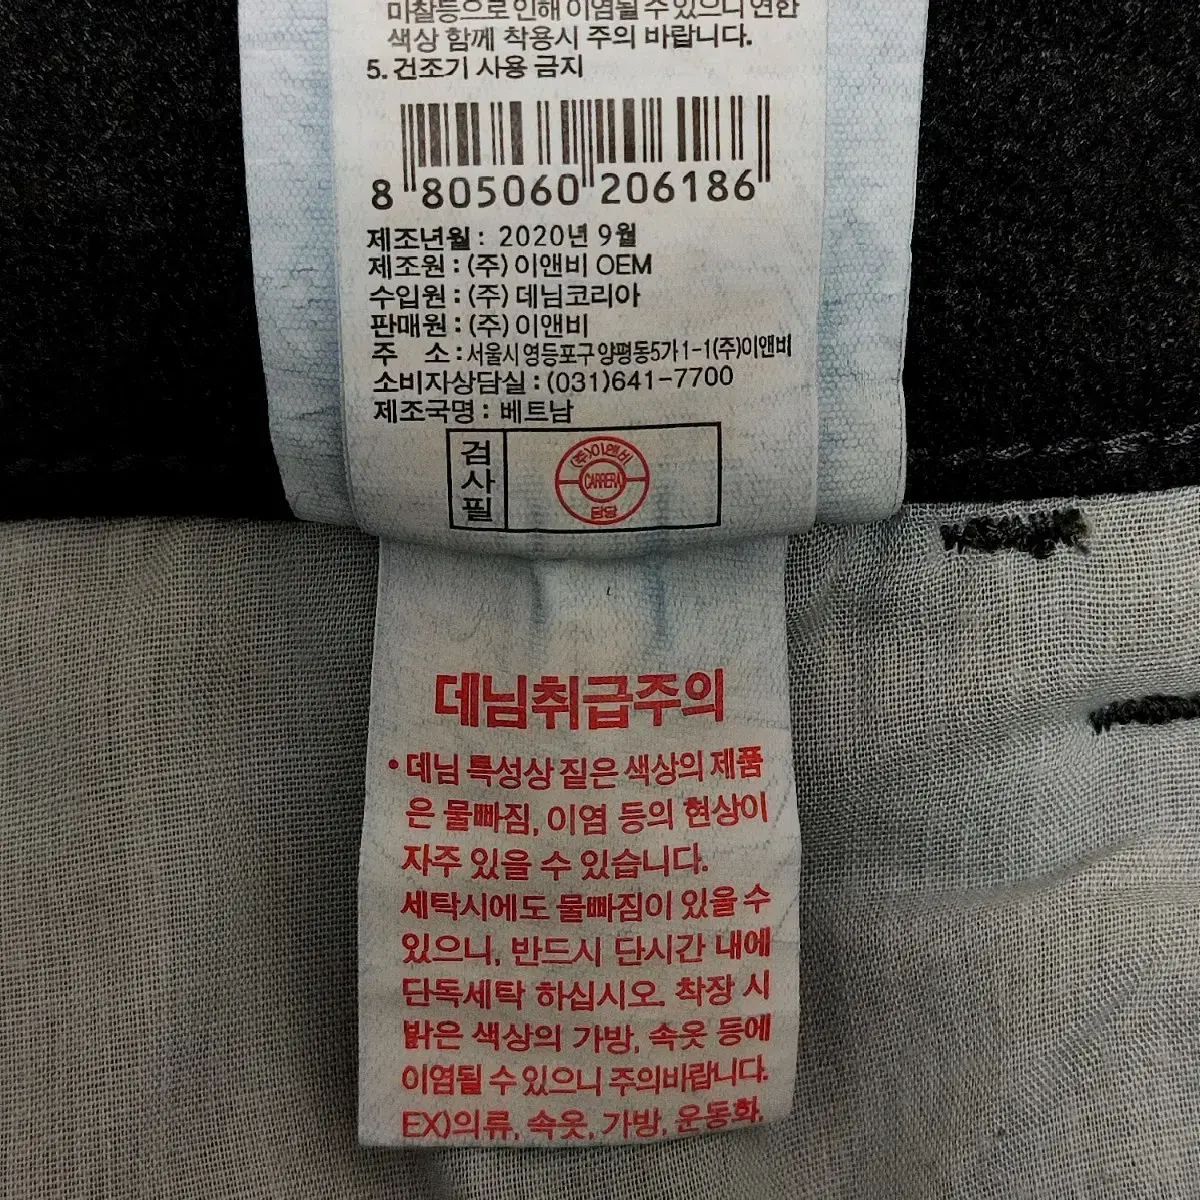 마찰등으로 인해 이염될 수 있으니 연한
색상 함께 착용시 주의 바랍니다.
5. 건조기 사용 금지
8 805060 206186
제조년월 : 2020년 9월
제조원 : (주) 이앤비 OEM
수입원 : (주) 데님코리아
판매원 : (주) 이앤비
주 소 : 서울시 영등포구 양평동5가 1-1(주)이앤비
소비자상담실 : (031)641-7700
제조국명 : 베트남
검사필
(주)이앤비
CARRERA
담당
데님취급주의
• 데님 특성상 짙은 색상의 제품
은 물빠짐, 이염 등의 현상이
자주 있을 수 있습니다.
세탁시에도 물빠짐이 있을 수
있으니, 반드시 단시간 내에
단독세탁 하십시오. 착장 시
밝은 색상의 가방, 속옷 등에
이염될 수 있으니 주의바랍니다.
EX)의류, 속옷, 가방, 운동화,